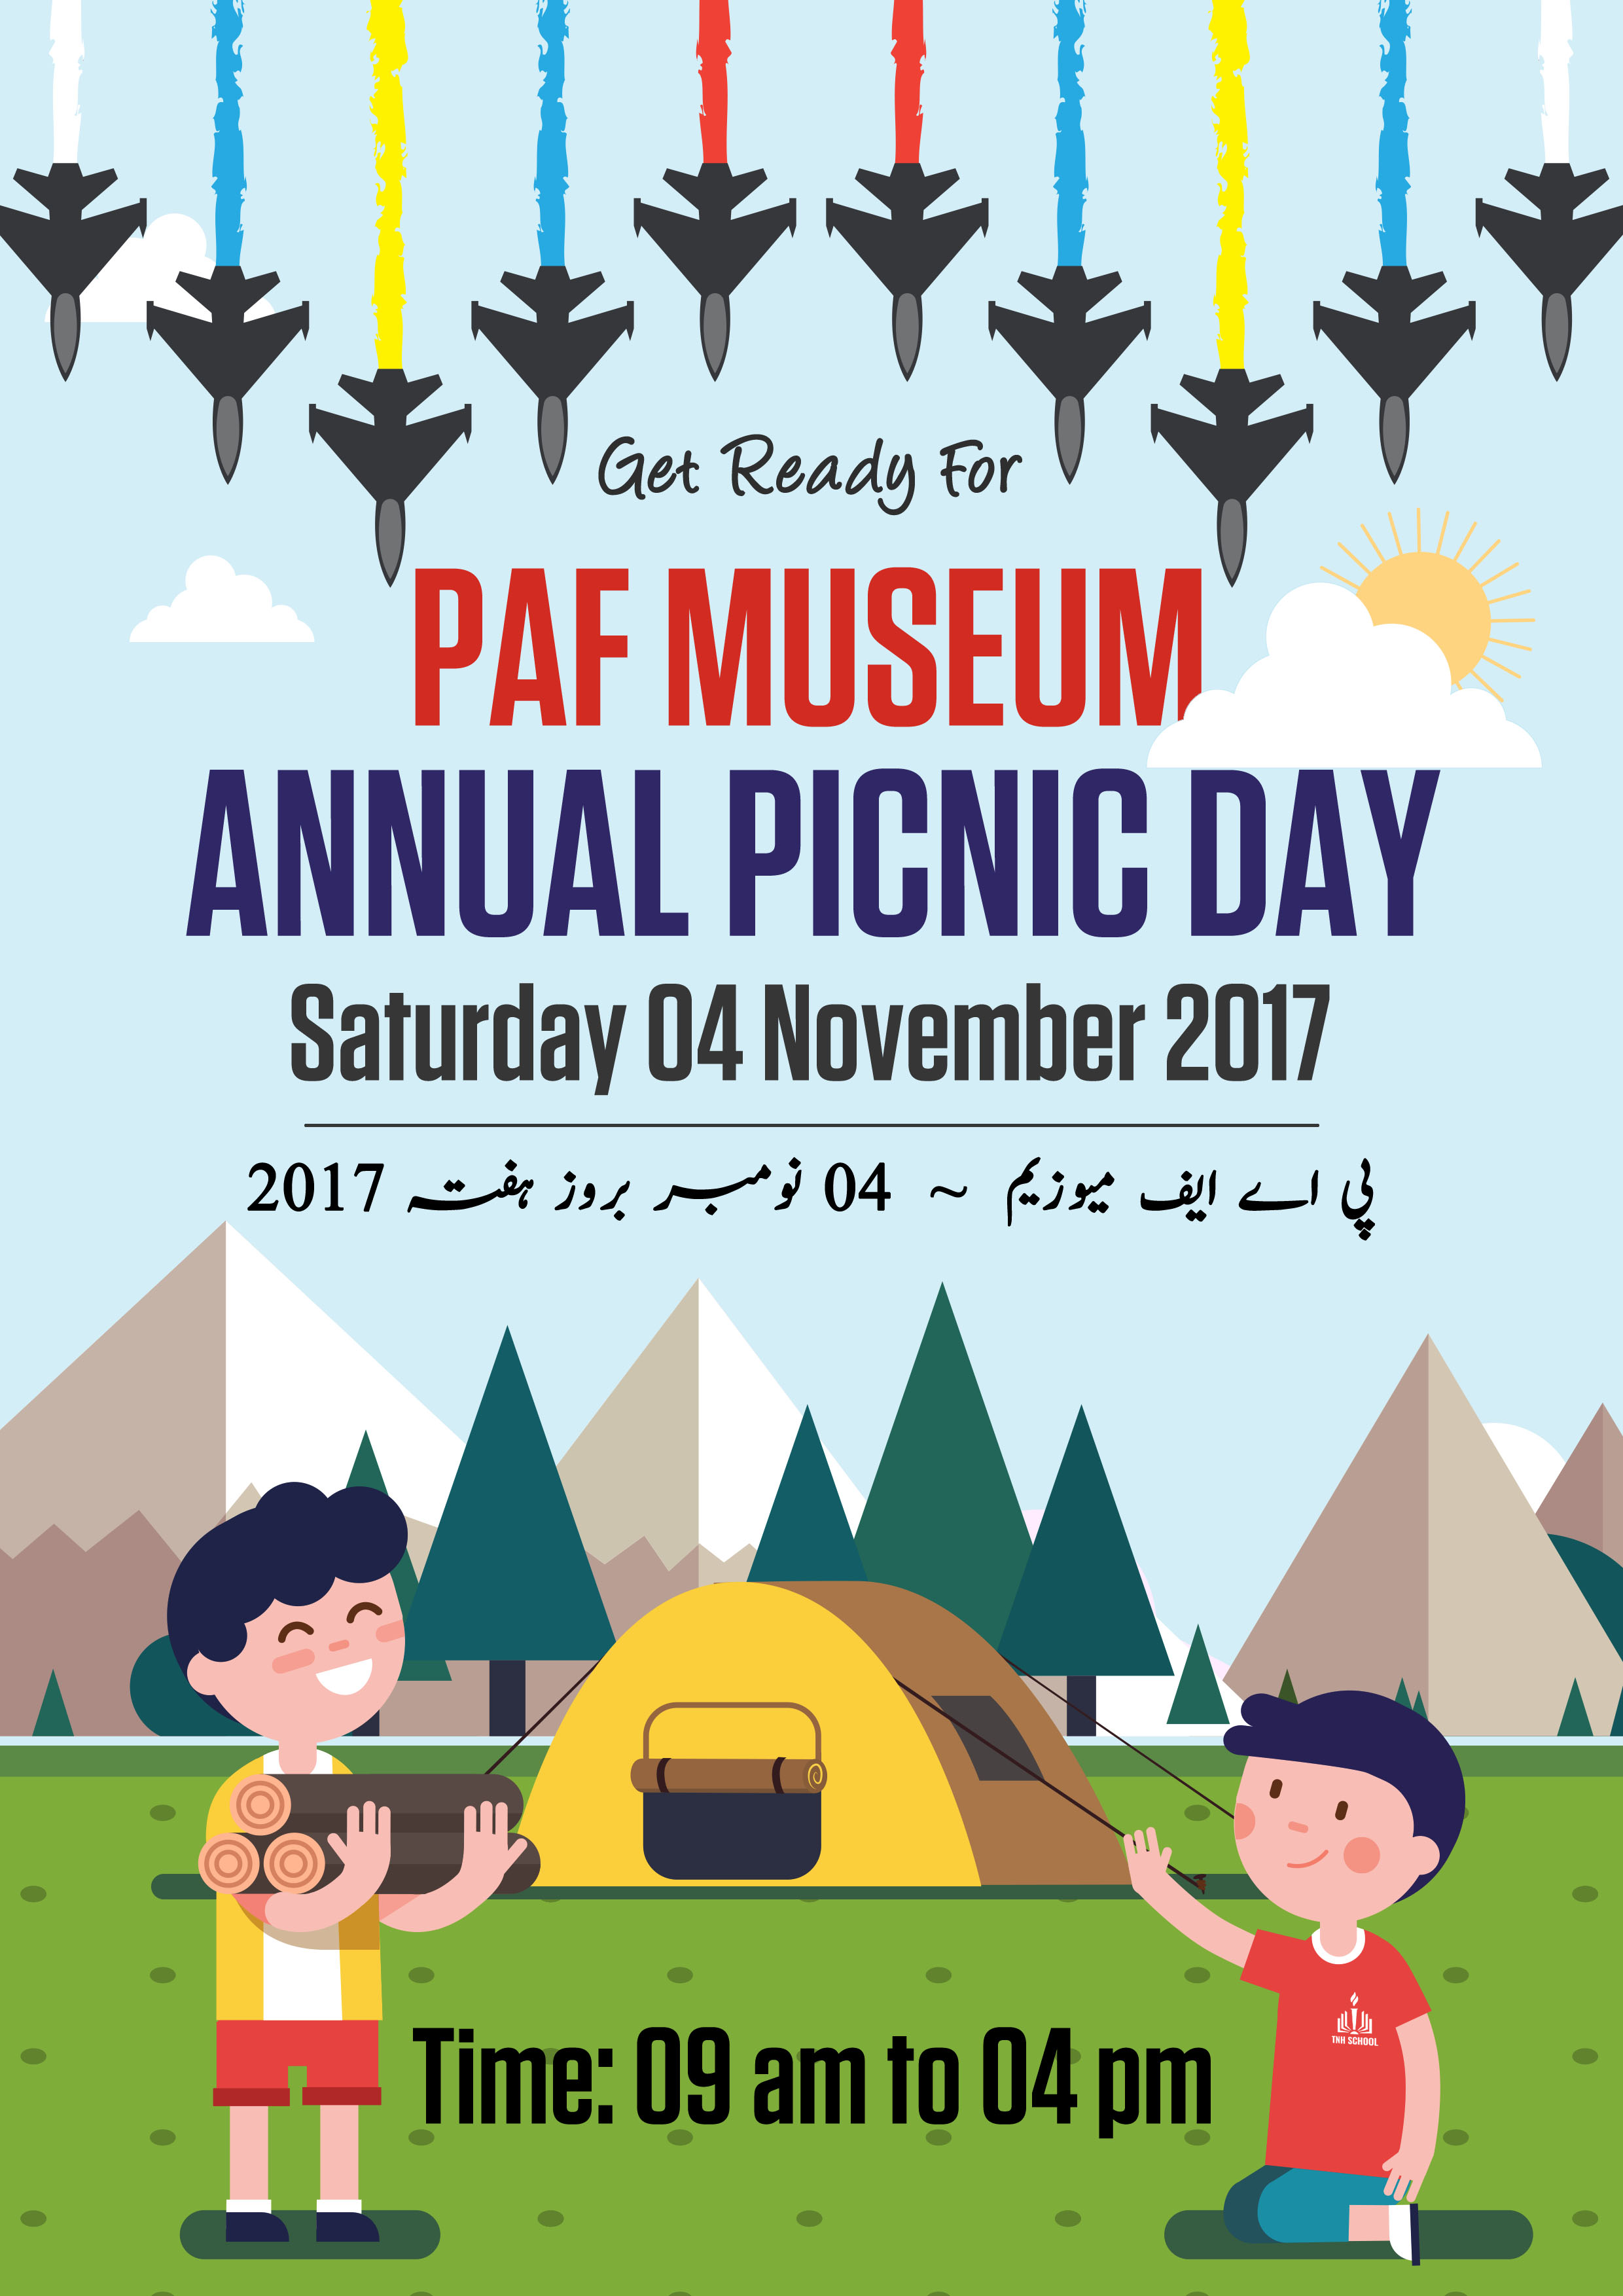 Get Ready For
PAF MUSEUM
ANNUAL PICNIC DAY
Saturday 04 November 2017
پی اے ایف میوزیم ~ 04 نومبر بروز ہفتہ 2017
TNH SCHOOL
Time: 09 am to 04 pm